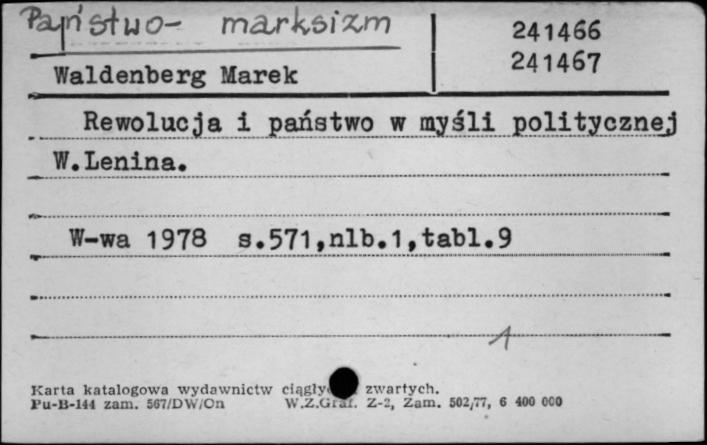 Państwo- marksizm
241466
241467
Waldenberg Marek
Rewolucja i państwo w myśli politycznej
W.Lenina.
W-wa 1978 s.571,nlb.1,tabl.9
1
Karta katalogowa wydawnictw zwartych.
Pu-B-144 zam. 567/DW/On W.Z.Graf. Z-2, Zam. 502/77, 6 400 000